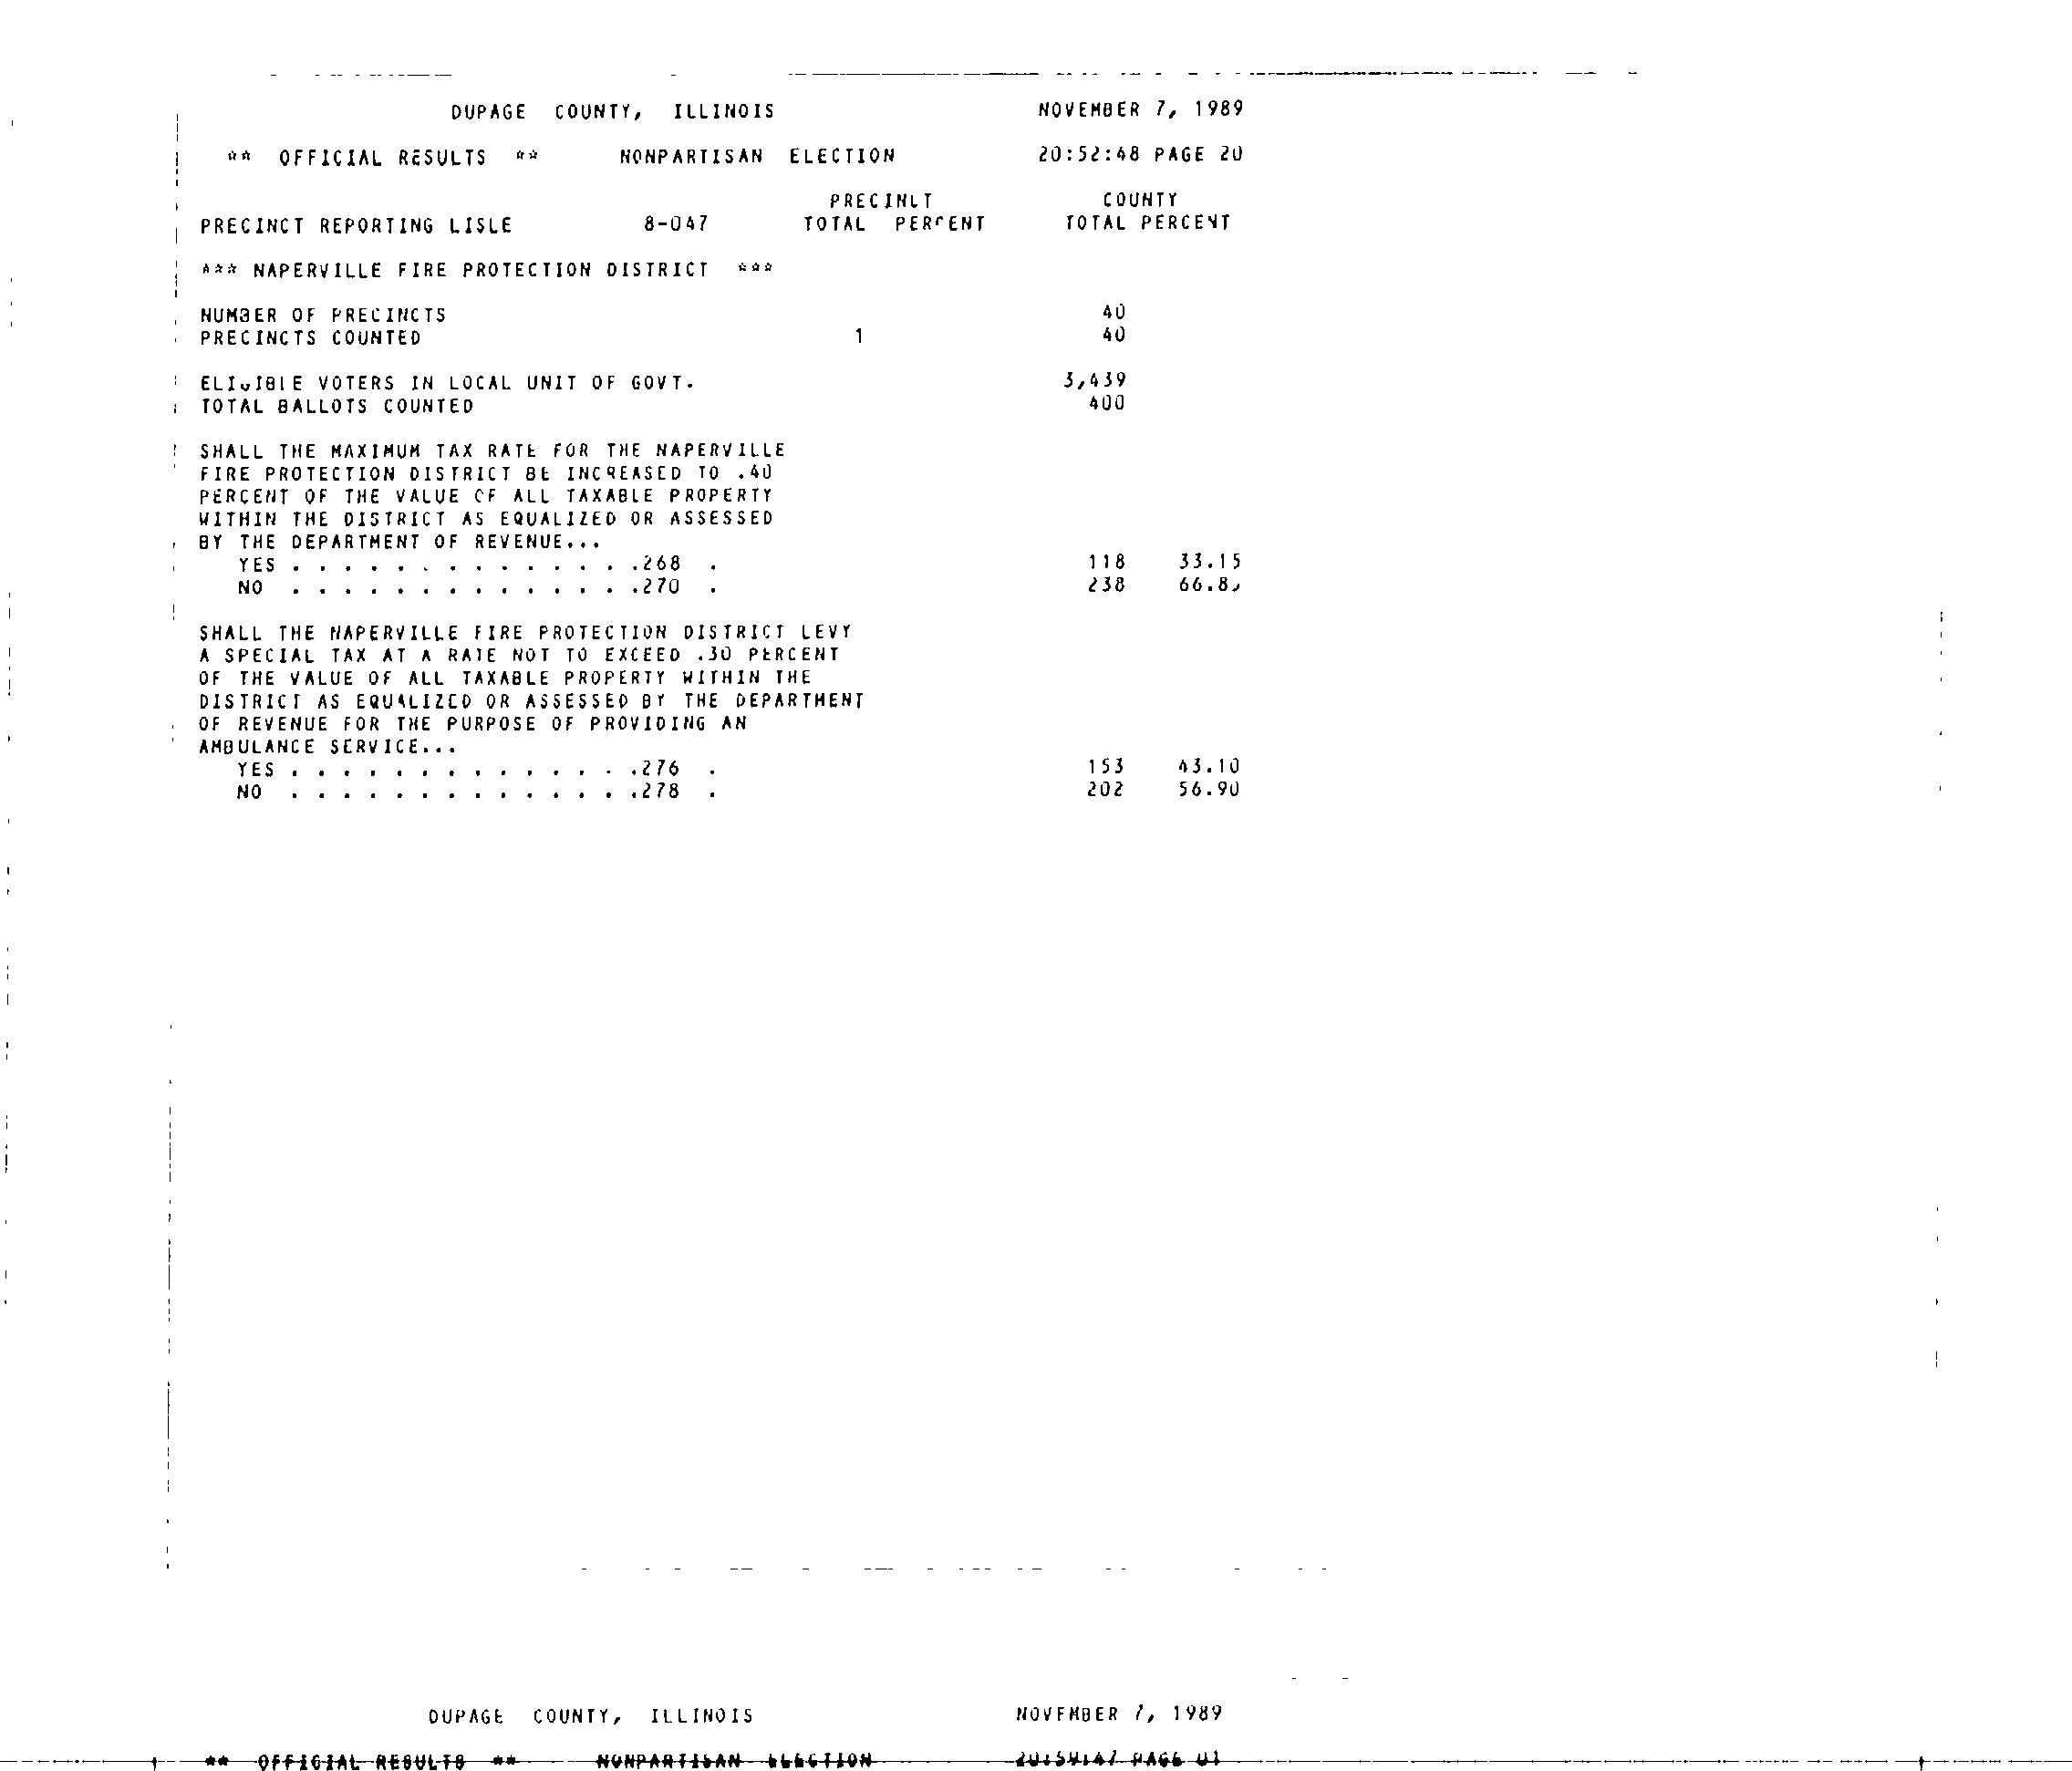 DUPAGE COUNTY, ILLINOIS NOVEMBER 7, 1989
** OFFICIAL RESULTS ** NONPARTISAN ELECTION 20:52:48 PAGE 20
PRECINCT COUNTY
PRECINCT REPORTING LISLE 8-047 TOTAL PERCENT TOTAL PERCENT
*** NAPERVILLE FIRE PROTECTION DISTRICT ***
NUMBER OF PRECINCTS 40
PRECINCTS COUNTED 1 40
ELIGIBLE VOTERS IN LOCAL UNIT OF GOVT. 3,439
TOTAL BALLOTS COUNTED 400
SHALL THE MAXIMUM TAX RATE FOR THE NAPERVILLE
FIRE PROTECTION DISTRICT BE INCREASED TO .40
PERCENT OF THE VALUE OF ALL TAXABLE PROPERTY
WITHIN THE DISTRICT AS EQUALIZED OR ASSESSED
BY THE DEPARTMENT OF REVENUE...
YES . . . . . . . . . . . . . .268 . 118 33.15
NO . . . . . . . . . . . . . .270 . 238 66.85
SHALL THE NAPERVILLE FIRE PROTECTION DISTRICT LEVY
A SPECIAL TAX AT A RATE NOT TO EXCEED .30 PERCENT
OF THE VALUE OF ALL TAXABLE PROPERTY WITHIN THE
DISTRICT AS EQUALIZED OR ASSESSED BY THE DEPARTMENT
OF REVENUE FOR THE PURPOSE OF PROVIDING AN
AMBULANCE SERVICE...
YES . . . . . . . . . . . . . .276 . 153 43.10
NO . . . . . . . . . . . . . .278 . 202 56.90
DUPAGE COUNTY, ILLINOIS NOVEMBER 7, 1989
** OFFICIAL RESULTS ** NONPARTISAN ELECTION PAGE